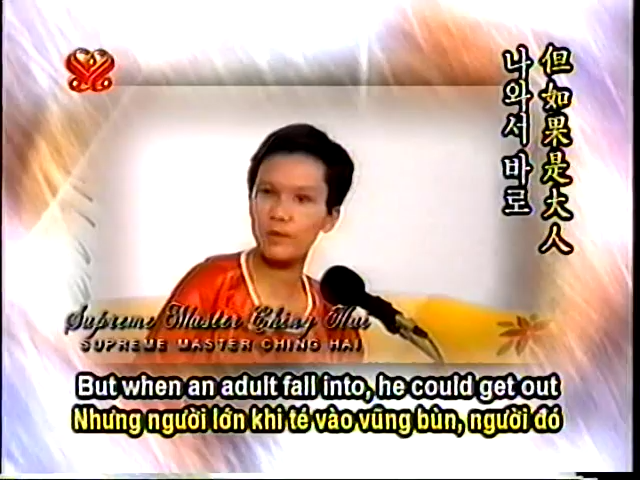 但如果是大人
나와서 바로
Supreme Master Ching Hai
SUPREME MASTER CHING HAI
But when an adult fall into, he could get out
Nhưng người lớn khi té vào vũng bùn, người đó